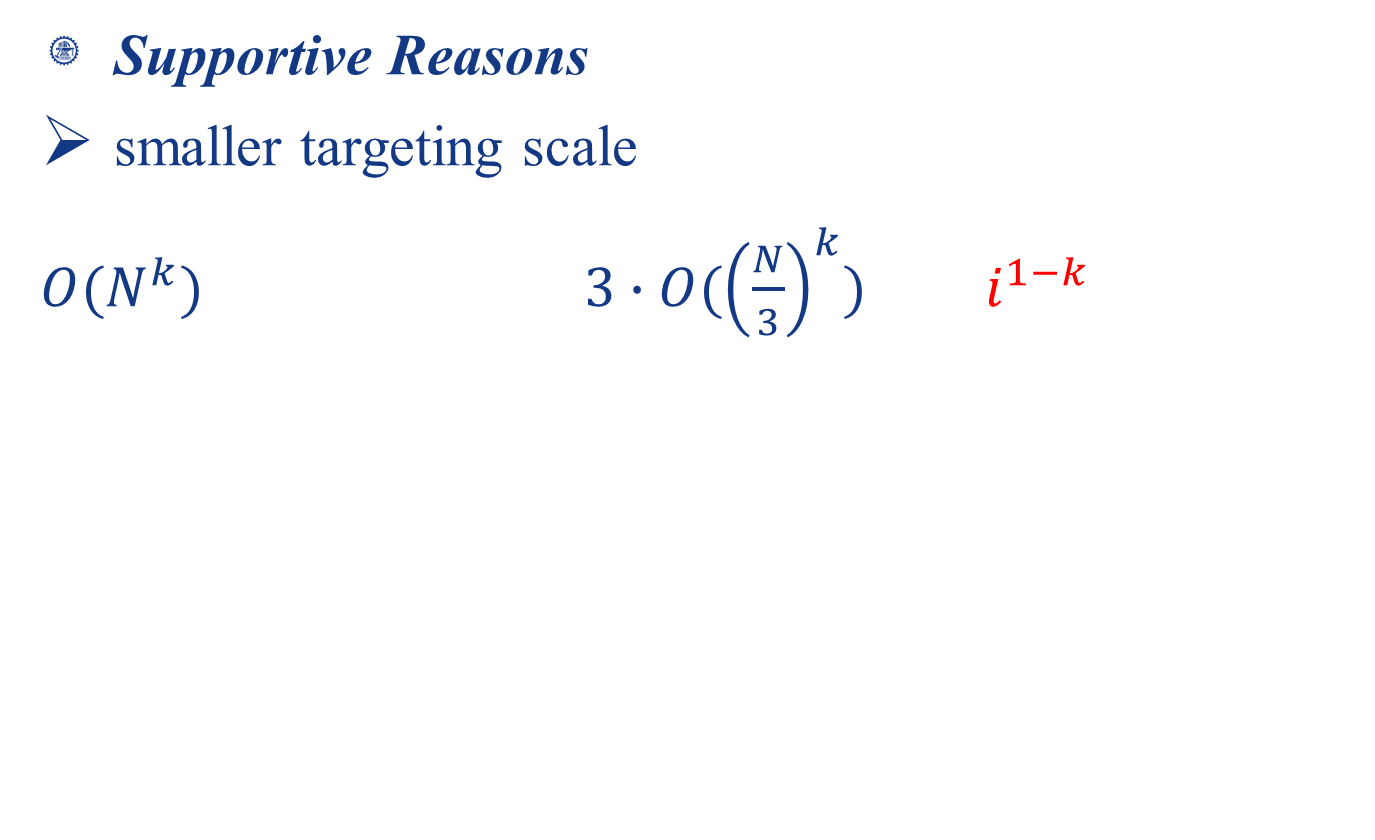 Supportive Reasons
smaller targeting scale
O(N^k) 3 · O((N/3)^k) i^{1−k}